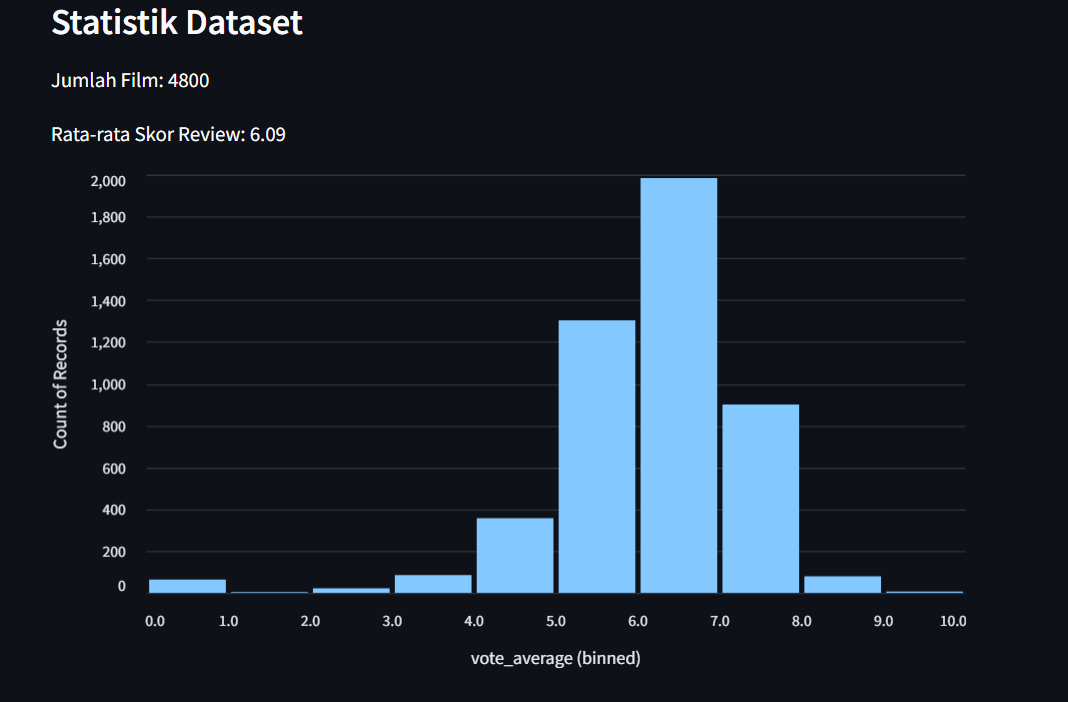 Statistik Dataset
Jumlah Film: 4800
Rata-rata Skor Review: 6.09
2,000
1,800
1,600
1,400
1,200
1,000
800
600
400
200
0
Count of Records
0.0 1.0 2.0 3.0 4.0 5.0 6.0 7.0 8.0 9.0 10.0
vote_average (binned)